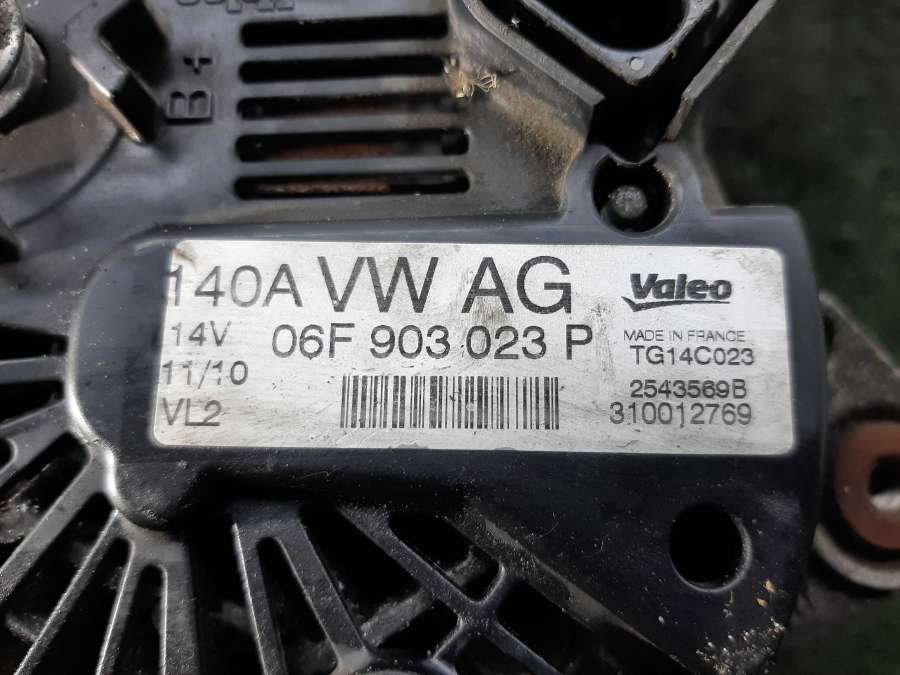 B+
140A VW AG
Valeo
14V
06F 903 023 P
MADE IN FRANCE
TG14C023
11/10
2543569B
VL2
310012769